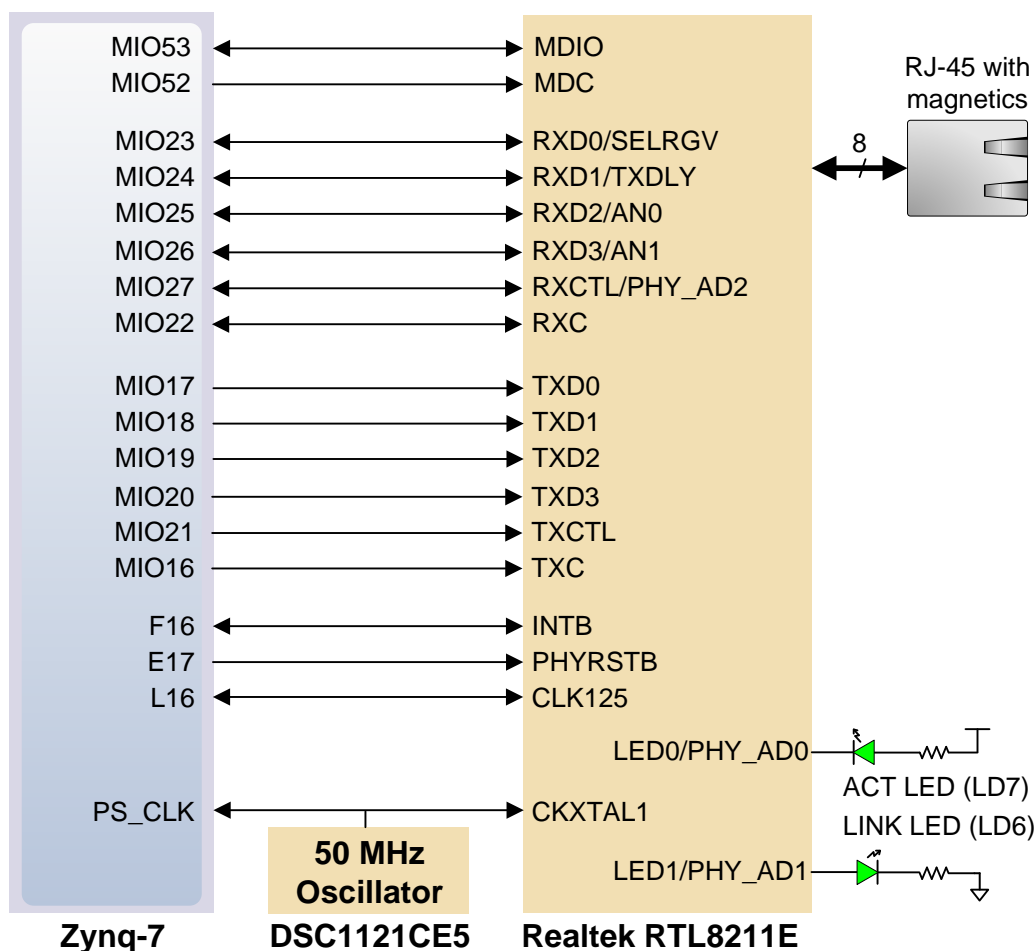 MIO53 MDIO
MIO52 MDC
RJ-45 with
magnetics
MIO23 RXD0/SELRGV
8
MIO24 RXD1/TXDLY
MIO25 RXD2/AN0
MIO26 RXD3/AN1
MIO27 RXCTL/PHY_AD2
MIO22 RXC
MIO17 TXD0
MIO18 TXD1
MIO19 TXD2
MIO20 TXD3
MIO21 TXCTL
MIO16 TXC
F16 INTB
E17 PHYRSTB
L16 CLK125
LED0/PHY_AD0
ACT LED (LD7)
PS_CLK CKXTAL1
LINK LED (LD6)
50 MHz
Oscillator
LED1/PHY_AD1
Zynq-7 DSC1121CE5 Realtek RTL8211E